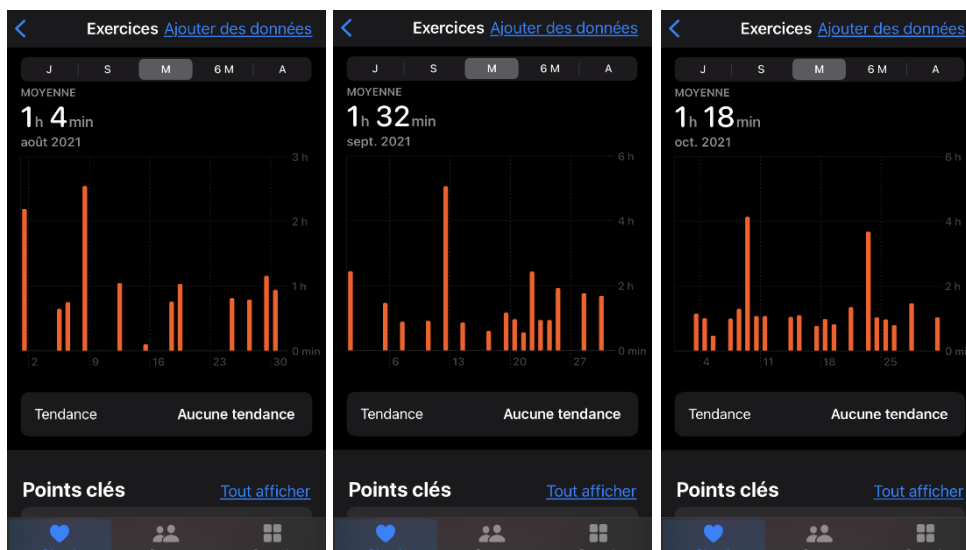 Exercices Ajouter des données
J S M 6 M A
MOYENNE
1 h 4 min
août 2021
3 h
2 h
1 h
0 min
2 9 16 23 30
Tendance Aucune tendance
Points clés Tout afficher
Exercices Ajouter des données
J S M 6 M A
MOYENNE
1 h 32 min
sept. 2021
6 h
4 h
2 h
0 min
6 13 20 27
Tendance Aucune tendance
Points clés Tout afficher
Exercices Ajouter des données
J S M 6 M A
MOYENNE
1 h 18 min
oct. 2021
6 h
4 h
2 h
0 mi
4 11 18 25
Tendance Aucune tendance
Points clés Tout afficher